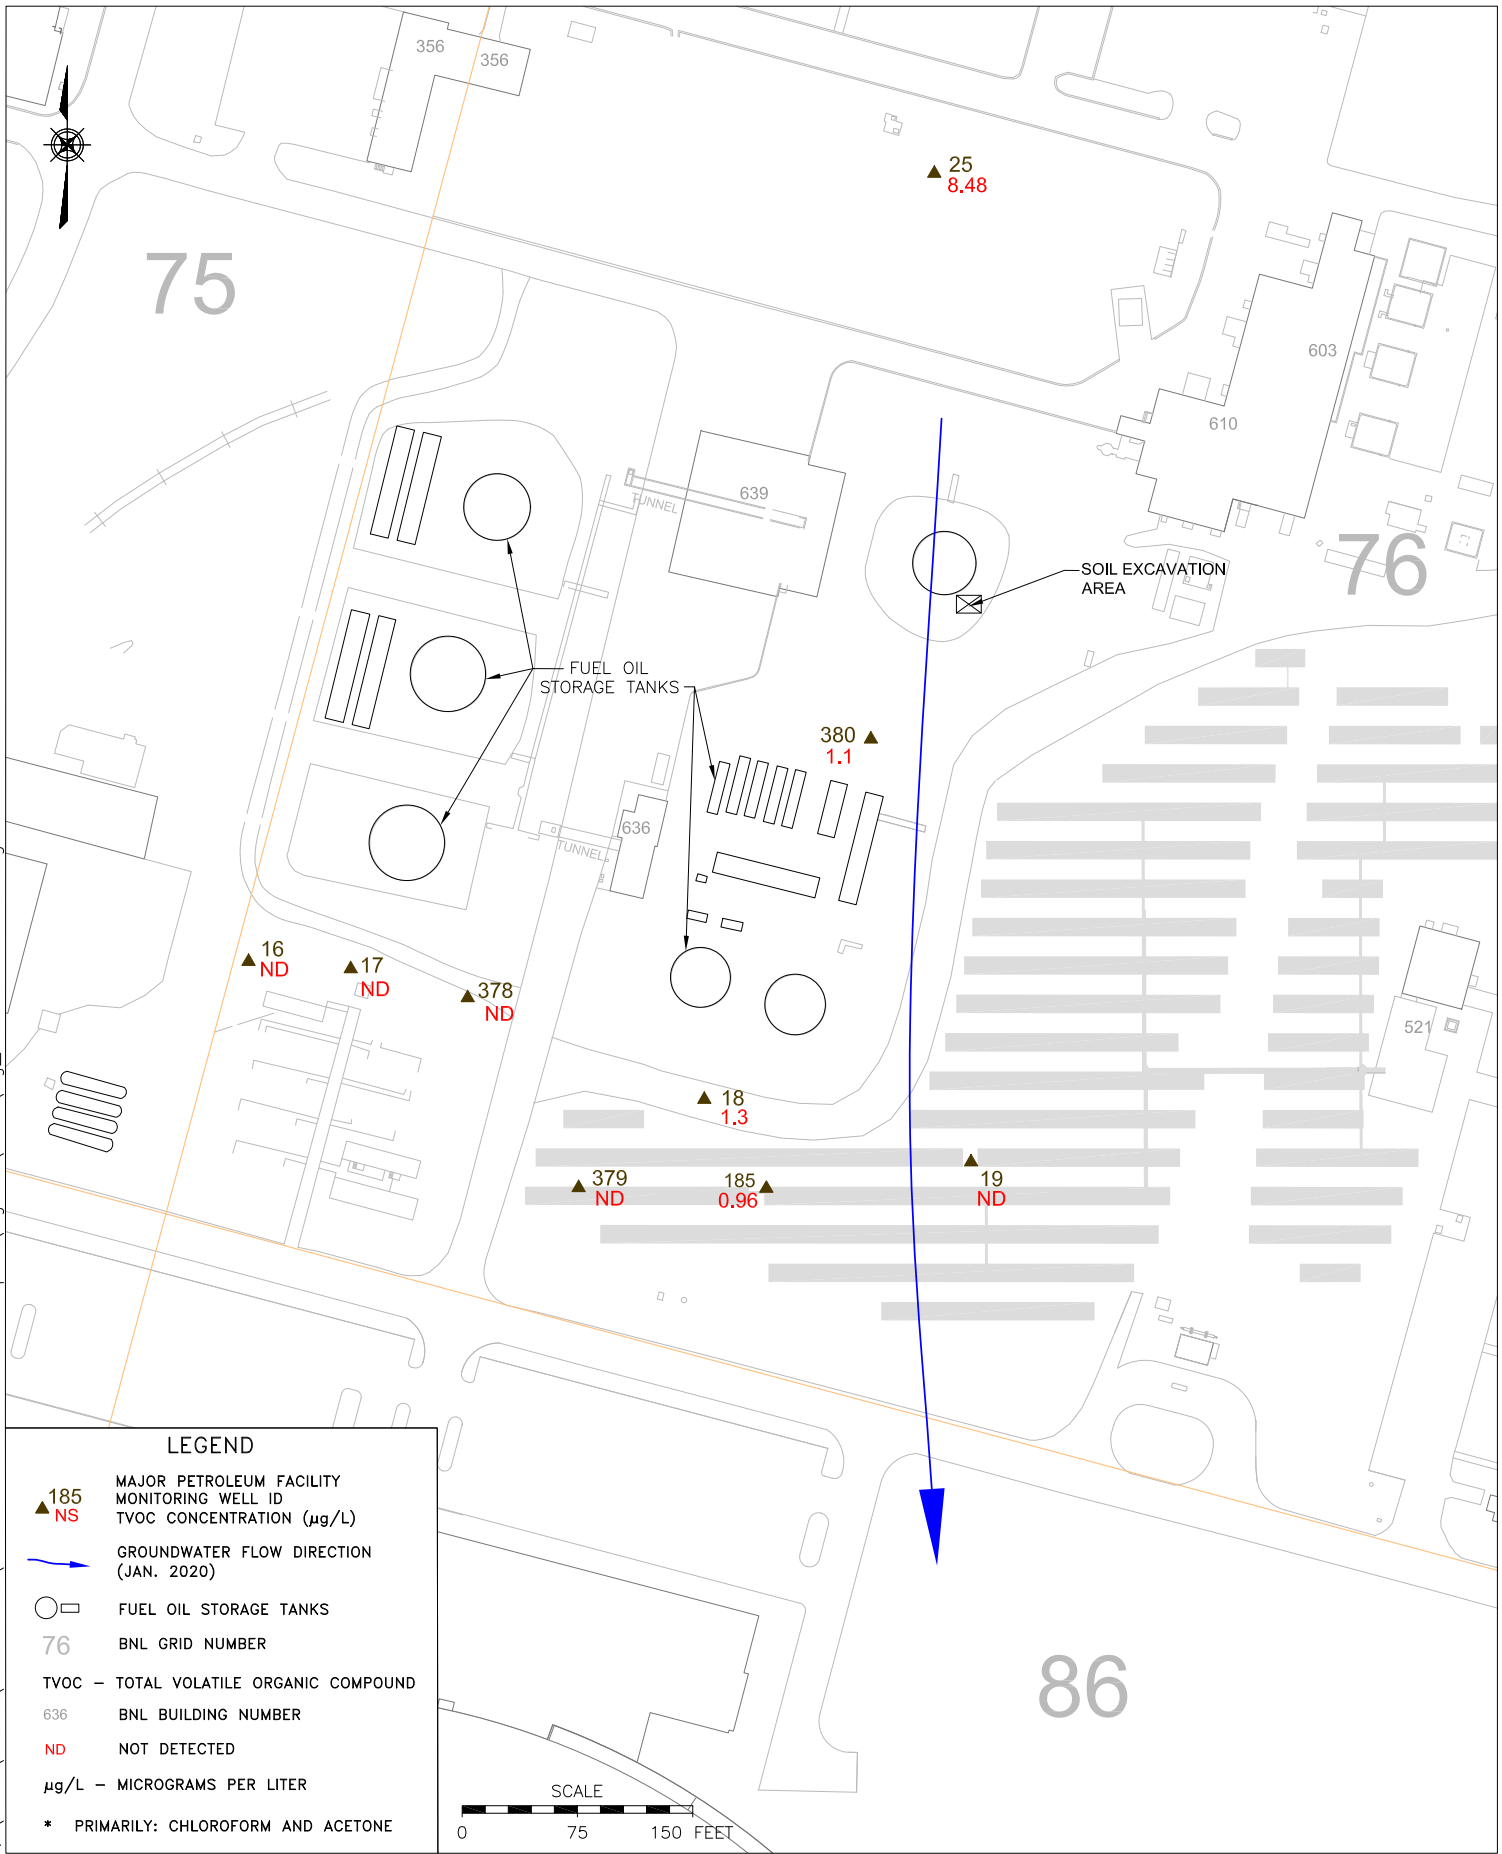 356
356
25
8.48
75
603
610
639
TUNNEL
76
SOIL EXCAVATION
AREA
FUEL OIL
STORAGE TANKS
380
1.1
636
TUNNEL
16
ND
17
ND
378
ND
521
18
1.3
379
ND
185
0.96
19
ND
LEGEND
185
NS
MAJOR PETROLEUM FACILITY
MONITORING WELL ID
TVOC CONCENTRATION (µg/L)
GROUNDWATER FLOW DIRECTION
(JAN. 2020)
FUEL OIL STORAGE TANKS
76 BNL GRID NUMBER
TVOC – TOTAL VOLATILE ORGANIC COMPOUND
636 BNL BUILDING NUMBER
ND NOT DETECTED
µg/L – MICROGRAMS PER LITER
* PRIMARILY: CHLOROFORM AND ACETONE
86
SCALE
0 75 150 FEET